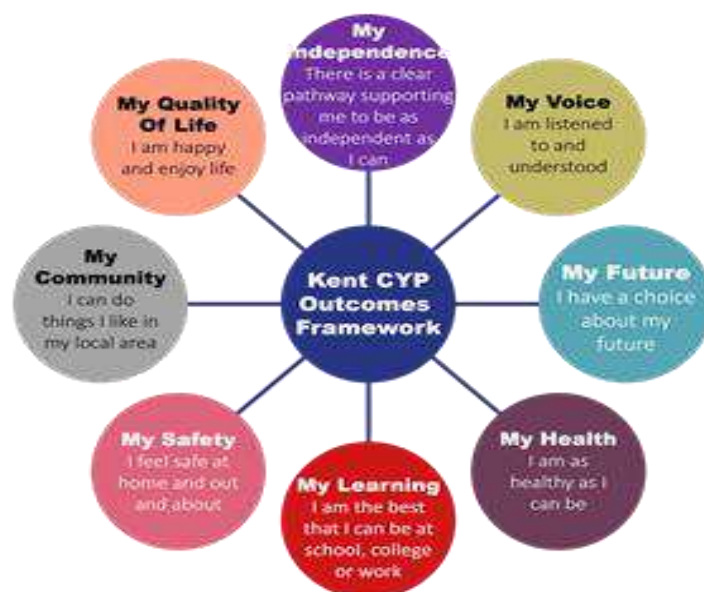 My
Independence
There is a clear
pathway supporting
me to be as
independent as
I can
My Voice
I am listened
to and
understood
My Future
I have a choice
about my
future
My Health
I am as
healthy as I
can be
My Learning
I am the best
that I can be at
school, college
or work
My Safety
I feel safe at
home and out
and about
My
Community
I can do
things I like in
my local area
My Quality
Of Life
I am happy
and enjoy life
Kent CYP
Outcomes
Framework